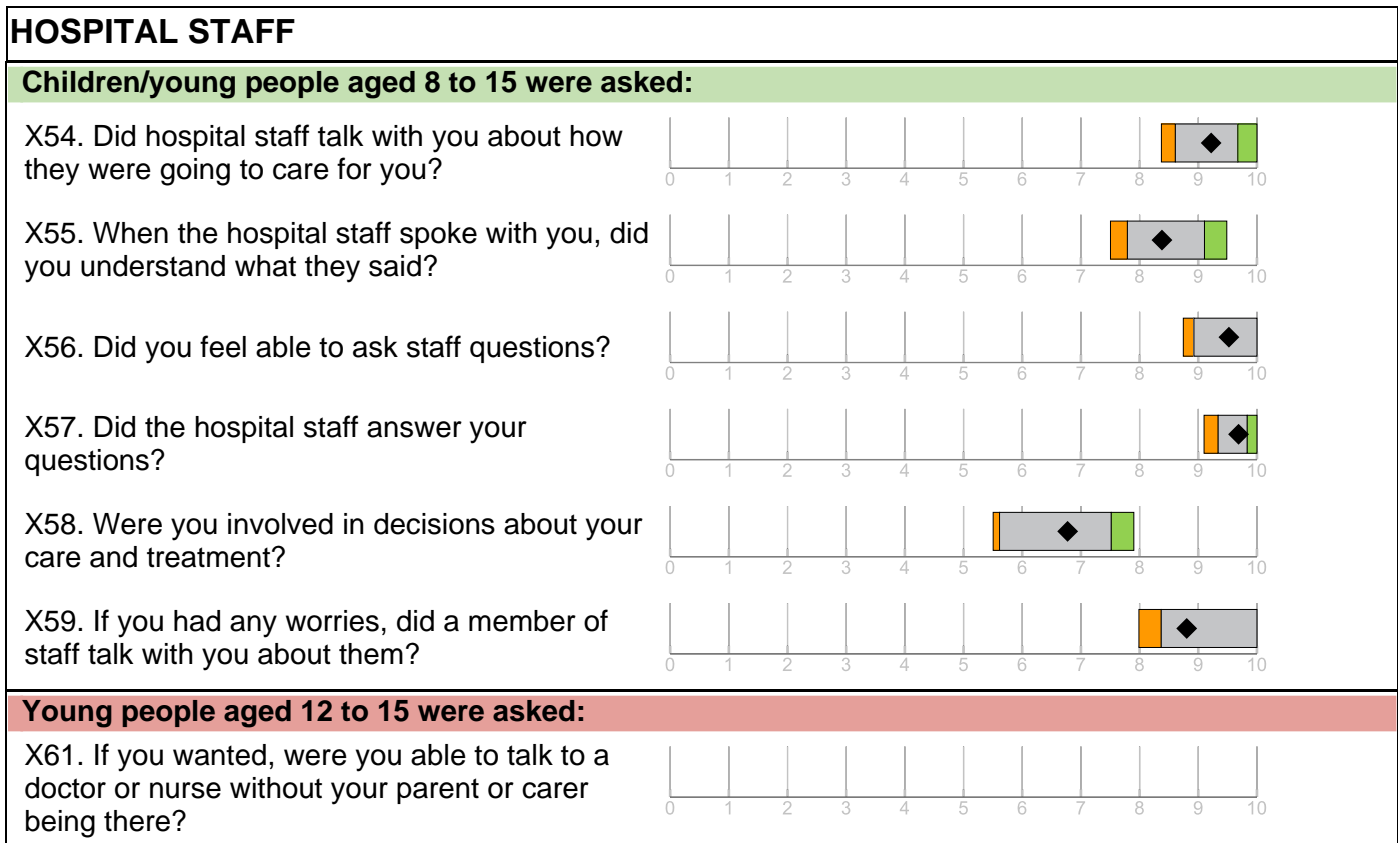 HOSPITAL STAFF
Children/young people aged 8 to 15 were asked:
X54. Did hospital staff talk with you about how
they were going to care for you?
0 1 2 3 4 5 6 7 8 9 10
X55. When the hospital staff spoke with you, did
you understand what they said?
0 1 2 3 4 5 6 7 8 9 10
X56. Did you feel able to ask staff questions?
0 1 2 3 4 5 6 7 8 9 10
X57. Did the hospital staff answer your
questions?
0 1 2 3 4 5 6 7 8 9 10
X58. Were you involved in decisions about your
care and treatment?
0 1 2 3 4 5 6 7 8 9 10
X59. If you had any worries, did a member of
staff talk with you about them?
0 1 2 3 4 5 6 7 8 9 10
Young people aged 12 to 15 were asked:
X61. If you wanted, were you able to talk to a
doctor or nurse without your parent or carer
being there?
0 1 2 3 4 5 6 7 8 9 10